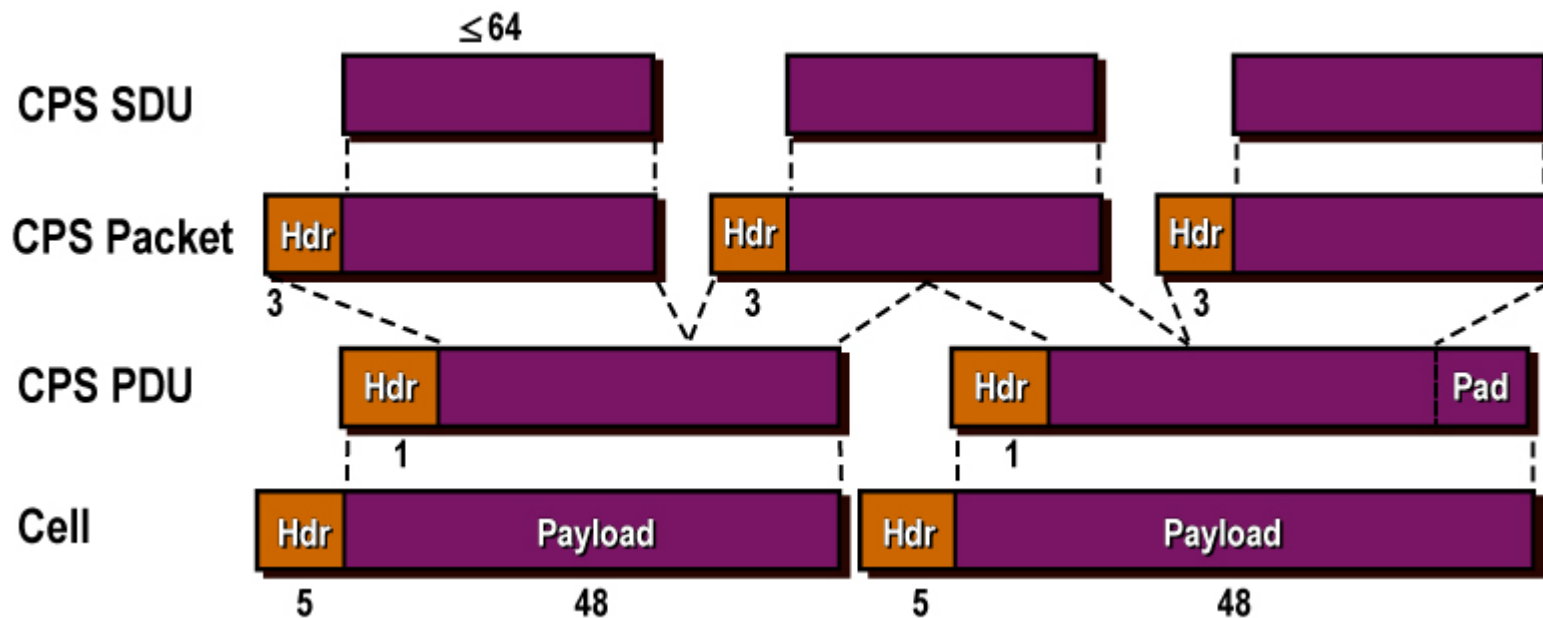 ≤64
CPS SDU
CPS Packet Hdr Hdr Hdr
3 3 3
CPS PDU Hdr Hdr Pad
1 1
Cell Hdr Payload Hdr Payload
5 48 5 48